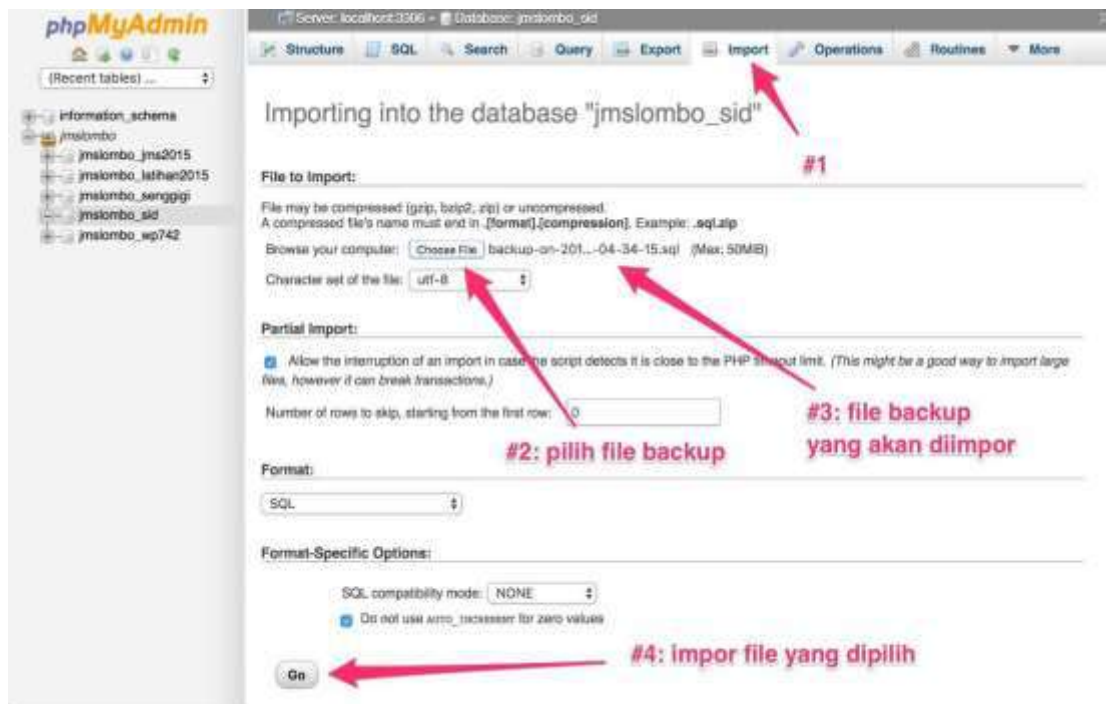 phpMyAdmin
(Recent tables) ...
information_schema
jmslombo
jmslombo_jms2015
jmslombo_latihan2015
jmslombo_senggigi
jmslombo_sid
jmslombo_wp742
Server: localhost:3306 » Database: jmslombo_sid
Structure SQL Search Query Export Import Operations Routines More
Importing into the database "jmslombo_sid"
#1
File to Import:
File may be compressed (gzip, bzip2, zip) or uncompressed.
A compressed file's name must end in .[format].[compression]. Example: .sql.zip
Browse your computer: Choose File backup-on-201...-04-34-15.sql (Max: 50MiB)
Character set of the file: utf-8
Partial Import:
Allow the interruption of an import in case the script detects it is close to the PHP limit. (This might be a good way to import large
files, however it can break transactions.)
Number of rows to skip, starting from the first row: 0
#3: file backup
yang akan diimpor
#2: pilih file backup
Format:
SQL
Format-Specific Options:
SQL compatibility mode: NONE
Do not use AUTO_INCREMENT for zero values
#4: impor file yang dipilih
Go